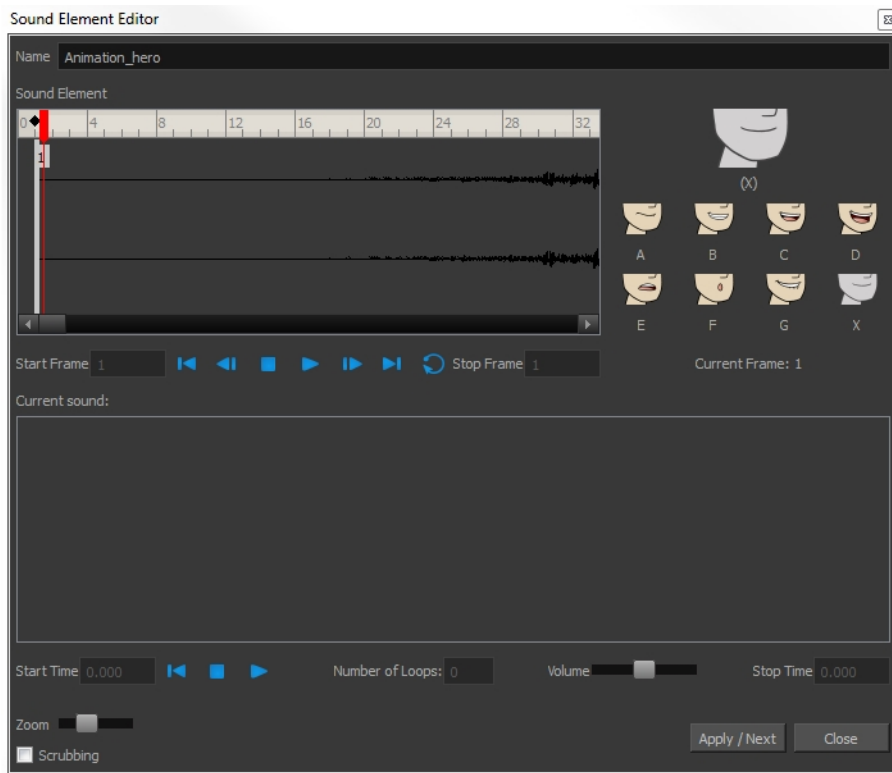 Sound Element Editor
Name Animation_hero
Sound Element
0 4 8 12 16 20 24 28 32
1
(X)
A B C D
E F G X
Start Frame 1 Stop Frame 1 Current Frame: 1
Current sound:
Start Time 0.000 Number of Loops: 0 Volume Stop Time 0.000
Zoom
Apply / Next Close
Scrubbing